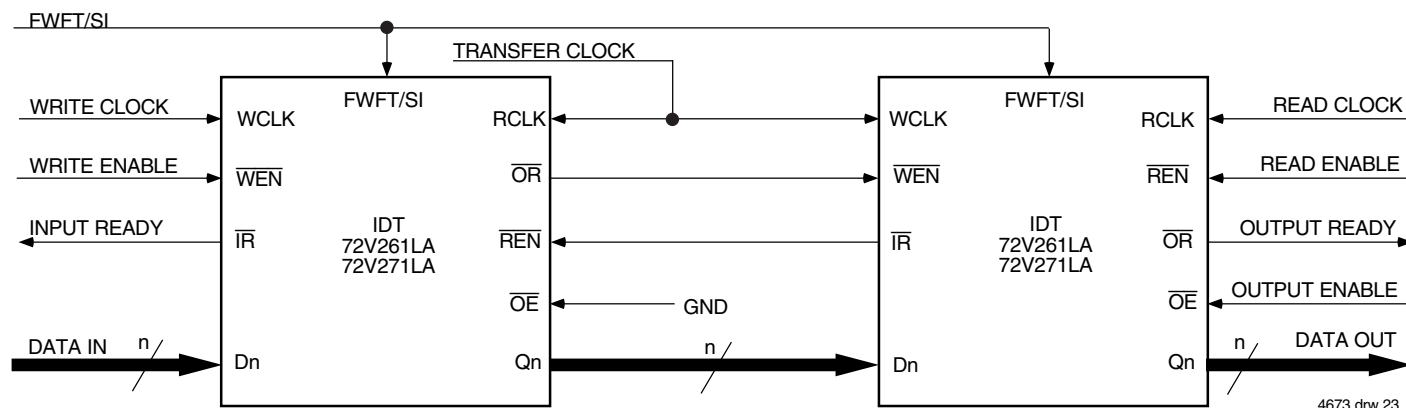 FWFT/SI
TRANSFER CLOCK
FWFT/SI
FWFT/SI
WRITE CLOCK
WCLK
RCLK
WCLK
RCLK
READ CLOCK
WRITE ENABLE
WEN
OR
WEN
REN
READ ENABLE
INPUT READY
IR
REN
IR
OR
OUTPUT READY
IDT
72V261LA
72V271LA
IDT
72V261LA
72V271LA
OE
GND
OE
OUTPUT ENABLE
DATA IN
n
Dn
Qn
n
Dn
Qn
n
DATA OUT
4673 drw 23